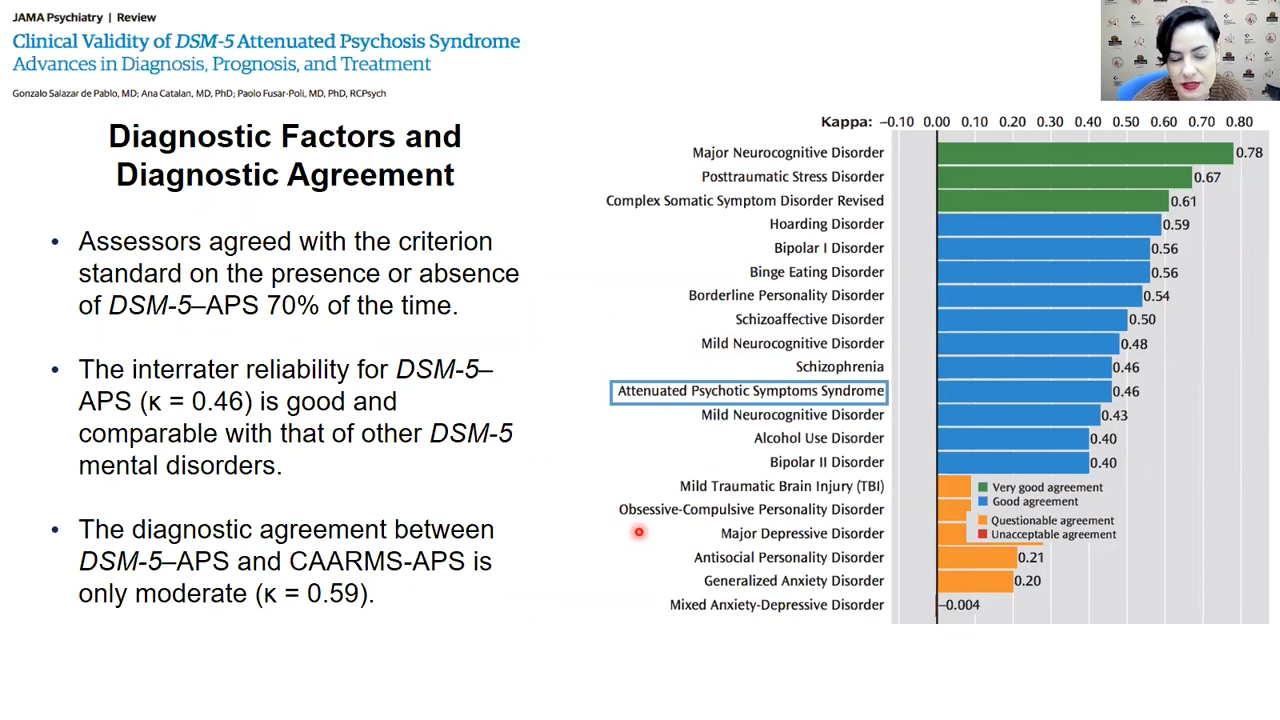 JAMA Psychiatry | Review
Clinical Validity of DSM-5 Attenuated Psychosis Syndrome
Advances in Diagnosis, Prognosis, and Treatment
Gonzalo Salazar de Pablo, MD; Ana Catalan, MD, PhD; Paolo Fusar-Poli, MD, PhD, RCPsych
Diagnostic Factors and
Diagnostic Agreement
• Assessors agreed with the criterion
standard on the presence or absence
of DSM-5–APS 70% of the time.
• The interrater reliability for DSM-5–
APS (κ = 0.46) is good and
comparable with that of other DSM-5
mental disorders.
• The diagnostic agreement between
DSM-5–APS and CAARMS-APS is
only moderate (κ = 0.59).
Kappa: –0.10 0.00 0.10 0.20 0.30 0.40 0.50 0.60 0.70 0.80
Major Neurocognitive Disorder 0.78
Posttraumatic Stress Disorder 0.67
Complex Somatic Symptom Disorder Revised 0.61
Hoarding Disorder 0.59
Bipolar I Disorder 0.56
Binge Eating Disorder 0.56
Borderline Personality Disorder 0.54
Schizoaffective Disorder 0.50
Mild Neurocognitive Disorder 0.48
Schizophrenia 0.46
Attenuated Psychotic Symptoms Syndrome 0.46
Mild Neurocognitive Disorder 0.43
Alcohol Use Disorder 0.40
Bipolar II Disorder 0.40
Mild Traumatic Brain Injury (TBI)
Obsessive-Compulsive Personality Disorder
Major Depressive Disorder
Antisocial Personality Disorder 0.21
Generalized Anxiety Disorder 0.20
Mixed Anxiety-Depressive Disorder –0.004
Very good agreement
Good agreement
Questionable agreement
Unacceptable agreement